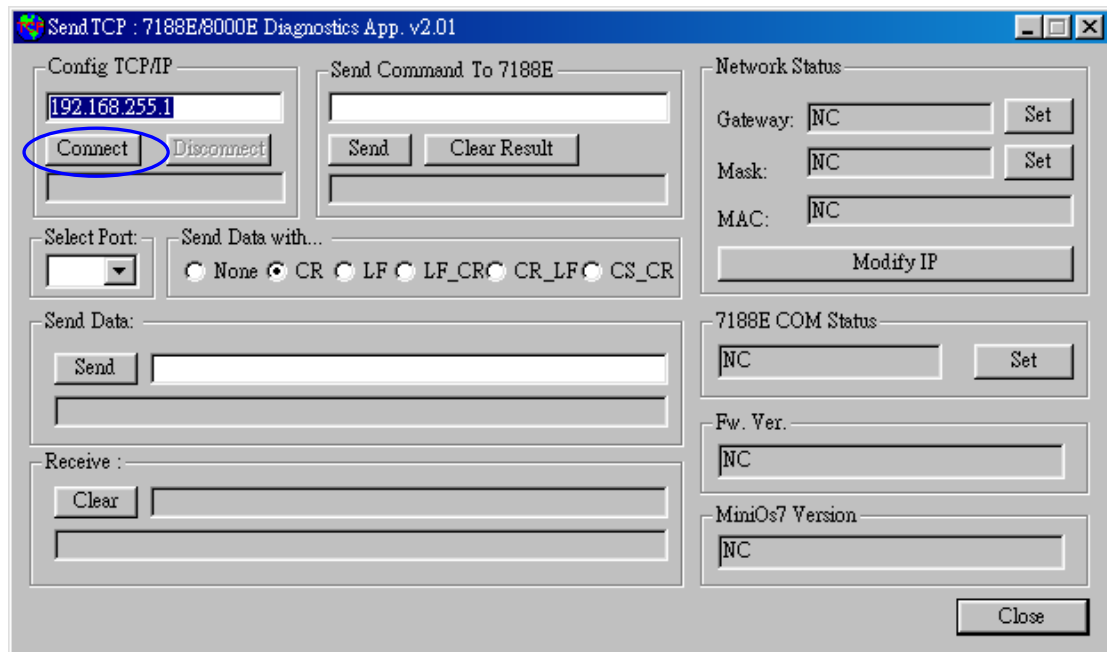 SendTCP : 7188E/8000E Diagnostics App. v2.01
Config TCP/IP
192.168.255.1
Connect Disconnect
Send Command To 7188E
Send Clear Result
Network Status
Gateway: NC Set
Mask: NC Set
MAC: NC
Modify IP
Select Port:
Send Data with...
None CR LF LF_CR CR_LF CS_CR
Send Data:
Send
7188E COM Status
NC Set
Receive :
Clear
Fw. Ver.
NC
MiniOs7 Version
NC
Close